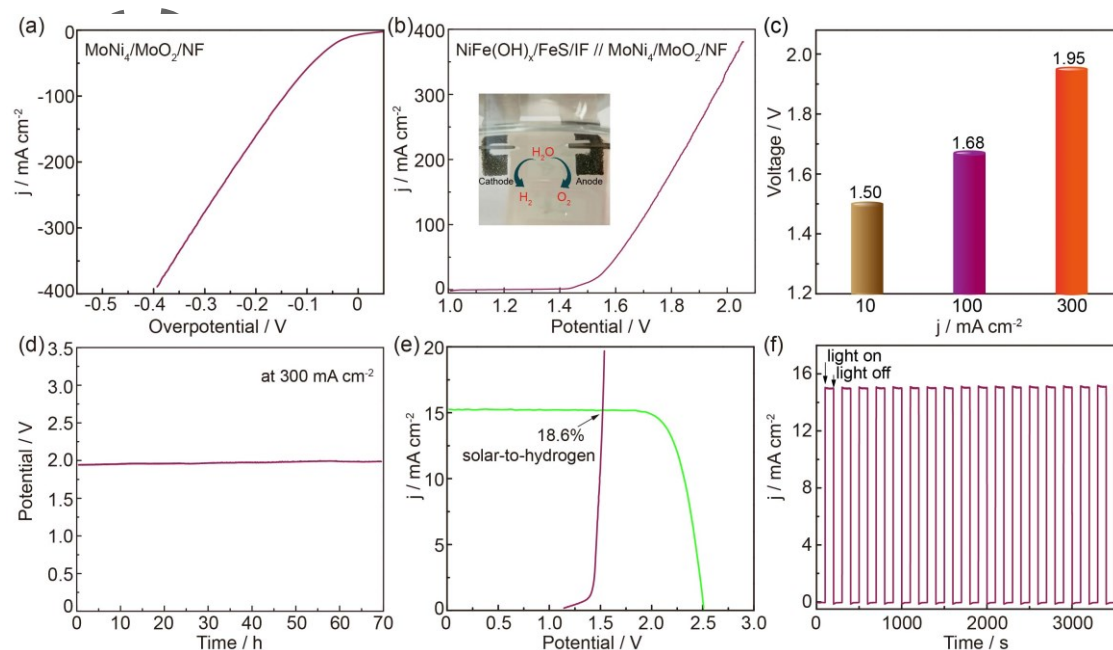 (a)
MoNi₄/MoO₂/NF
0
-100
-200
-300
-400
j / mA cm⁻²
-0.5 -0.4 -0.3 -0.2 -0.1 0
Overpotential / V
(b)
NiFe(OH)ₓ/FeS/IF // MoNi₄/MoO₂/NF
400
300
200
100
0
j / mA cm⁻²
H₂O
Cathode
Anode
H₂
O₂
1.0 1.2 1.4 1.6 1.8 2.0
Potential / V
(c)
2.0
1.8
1.6
1.4
1.2
Voltage / V
1.50
1.68
1.95
10 100 300
j / mA cm⁻²
(d)
at 300 mA cm⁻²
3.5
3.0
2.5
2.0
1.5
1.0
0.5
0
Potential / V
0 10 20 30 40 50 60 70
Time / h
(e)
20
15
10
5
0
j / mA cm⁻²
18.6%
solar-to-hydrogen
0 0.5 1.0 1.5 2.0 2.5 3.0
Potential / V
(f)
light on
light off
16
12
8
4
0
j / mA cm⁻²
0 1000 2000 3000
Time / s